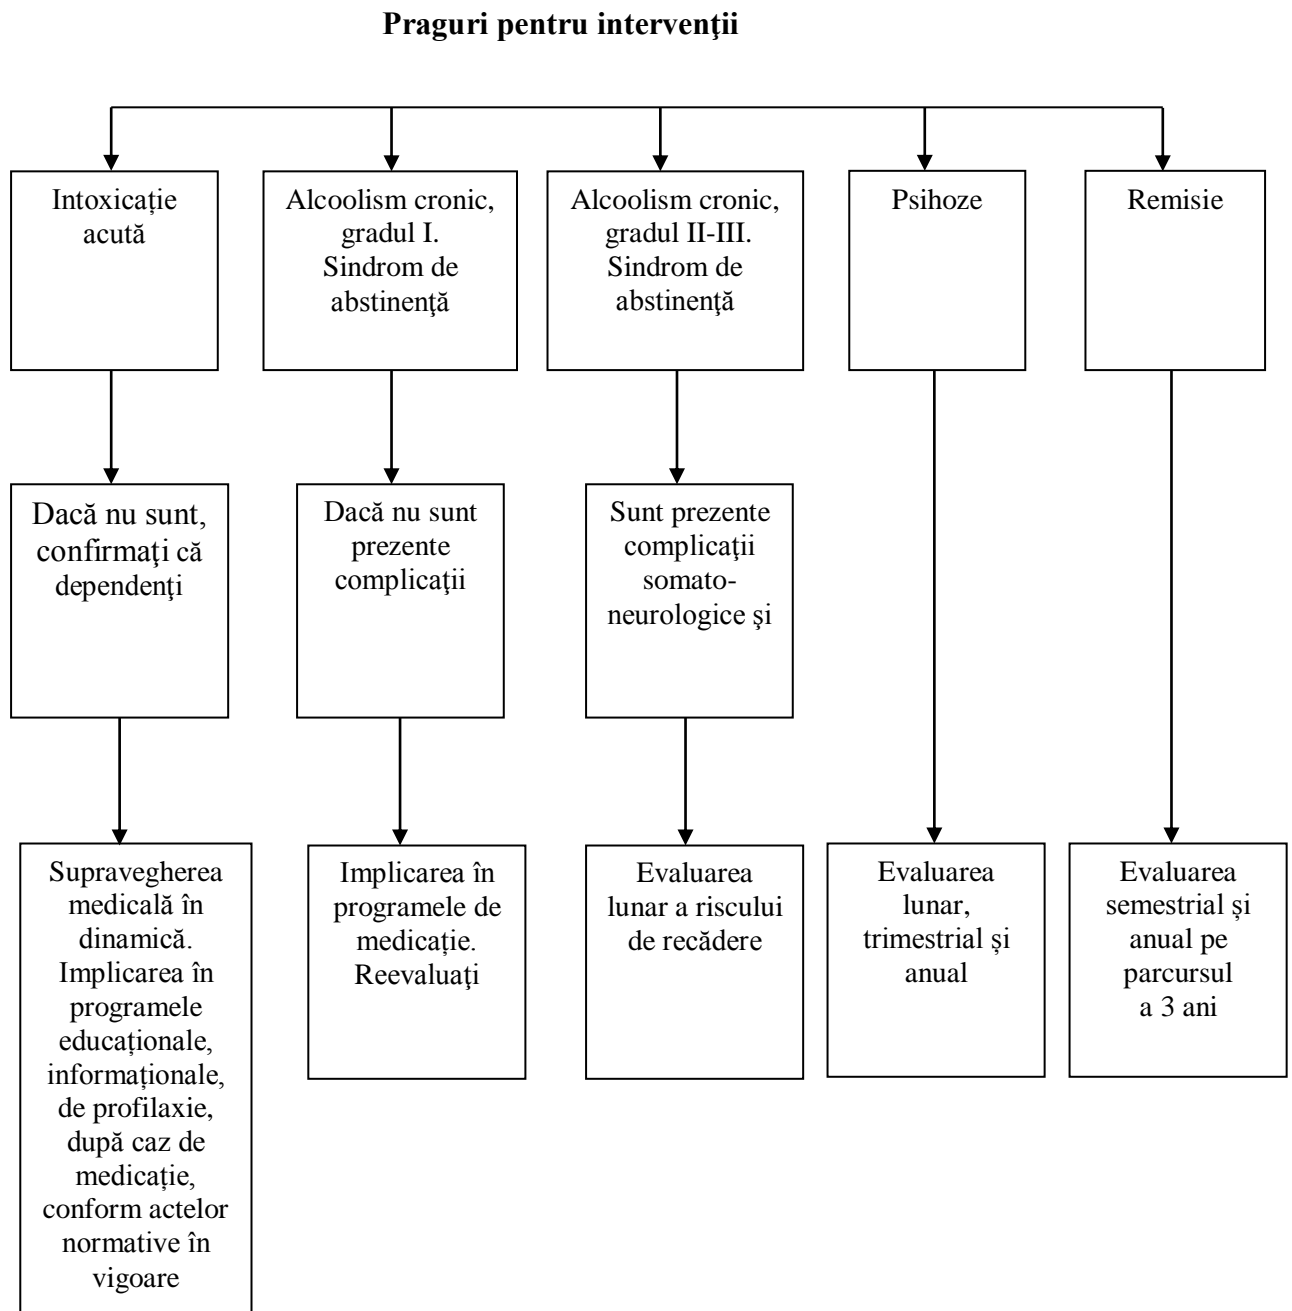 Praguri pentru intervenţii
Intoxicație
acută
Alcoolism cronic,
gradul I.
Sindrom de
abstinenţă
Alcoolism cronic,
gradul II-III.
Sindrom de
abstinenţă
Psihoze
Remisie
Dacă nu sunt,
confirmaţi că
dependenţi
Dacă nu sunt
prezente
complicaţii
Sunt prezente
complicaţii
somato-
neurologice şi
Supravegherea
medicală în
dinamică.
Implicarea în
programele
educaționale,
informaționale,
de profilaxie,
după caz de
medicație,
conform actelor
normative în
vigoare
Implicarea în
programele de
medicație.
Reevaluaţi
Evaluarea
lunar a riscului
de recădere
Evaluarea
lunar,
trimestrial și
anual
Evaluarea
semestrial și
anual pe
parcursul
a 3 ani